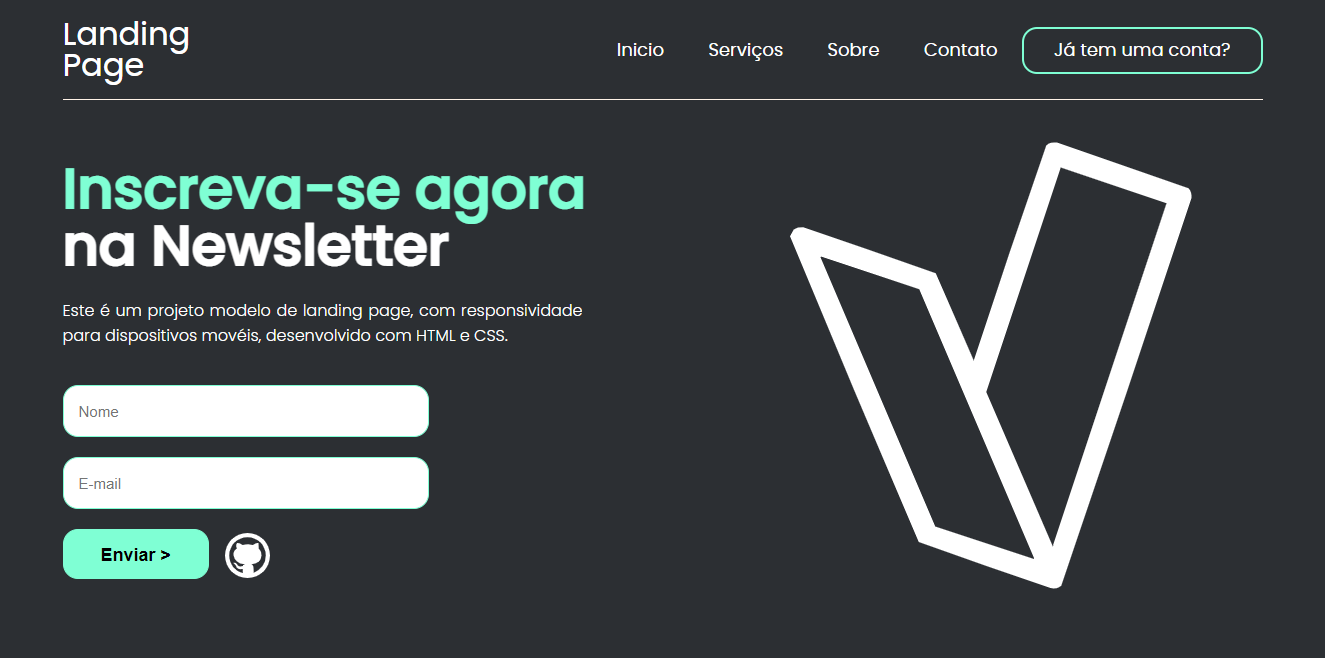 Landing
Page
Inicio Serviços Sobre Contato Já tem uma conta?
Inscreva-se agora
na Newsletter
Este é um projeto modelo de landing page, com responsividade
para dispositivos movéis, desenvolvido com HTML e CSS.
Nome
E-mail
Enviar >